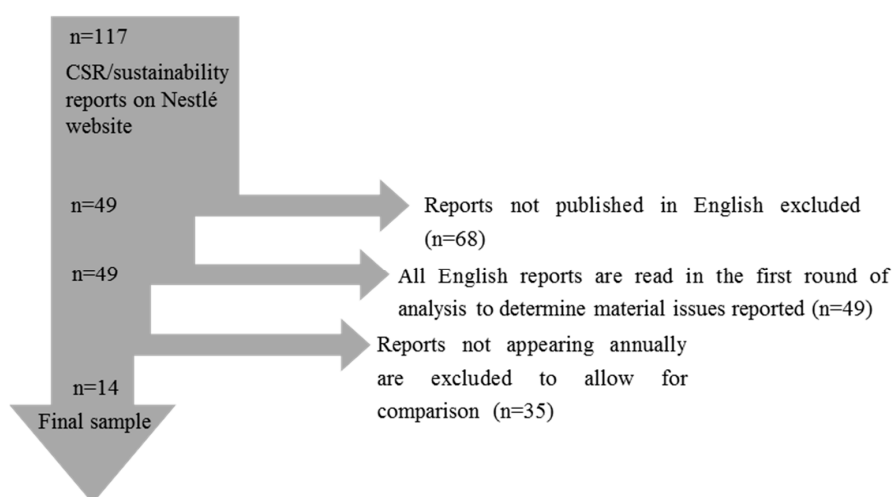 n=117
CSR/sustainability
reports on Nestlé
website
n=49
Reports not published in English excluded
(n=68)
n=49
All English reports are read in the first round of
analysis to determine material issues reported (n=49)
Reports not appearing annually
are excluded to allow for
comparison (n=35)
n=14
Final sample